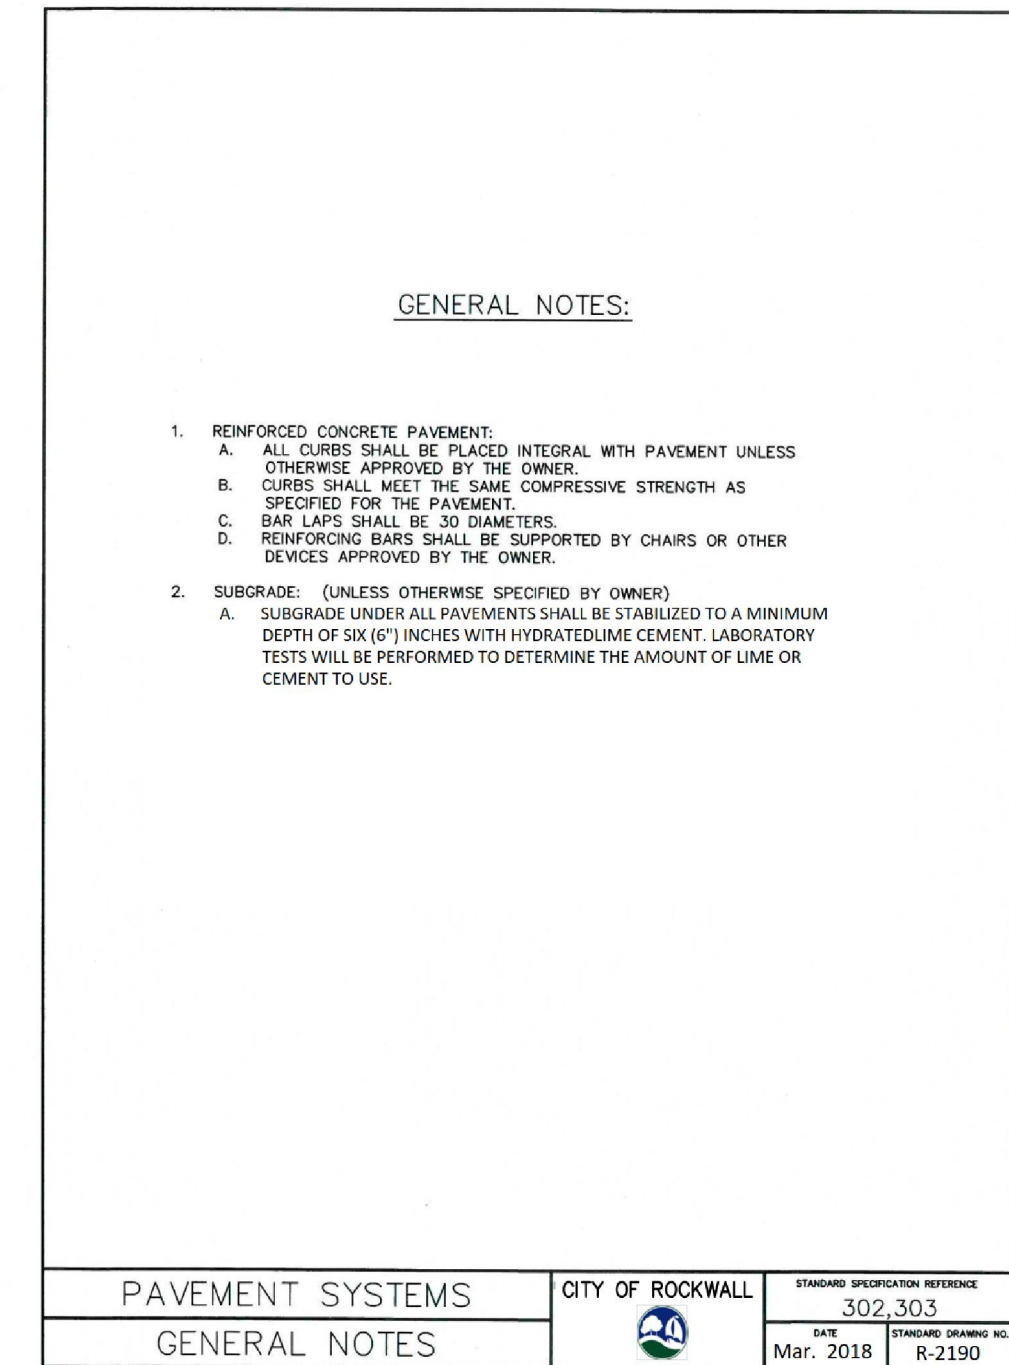 GENERAL NOTES:
1. REINFORCED CONCRETE PAVEMENT:
A. ALL CURBS SHALL BE PLACED INTEGRAL WITH PAVEMENT UNLESS
OTHERWISE APPROVED BY THE OWNER.
B. CURBS SHALL MEET THE SAME COMPRESSIVE STRENGTH AS
SPECIFIED FOR THE PAVEMENT.
C. BAR LAPS SHALL BE 30 DIAMETERS.
D. REINFORCING BARS SHALL BE SUPPORTED BY CHAIRS OR OTHER
DEVICES APPROVED BY THE OWNER.
2. SUBGRADE: (UNLESS OTHERWISE SPECIFIED BY OWNER)
A. SUBGRADE UNDER ALL PAVEMENTS SHALL BE STABILIZED TO A MINIMUM
DEPTH OF SIX (6") INCHES WITH HYDRATEDLIME CEMENT. LABORATORY
TESTS WILL BE PERFORMED TO DETERMINE THE AMOUNT OF LIME OR
CEMENT TO USE.
PAVEMENT SYSTEMS
GENERAL NOTES
CITY OF ROCKWALL
STANDARD SPECIFICATION REFERENCE
302,303
DATE
Mar. 2018
STANDARD DRAWING NO.
R-2190